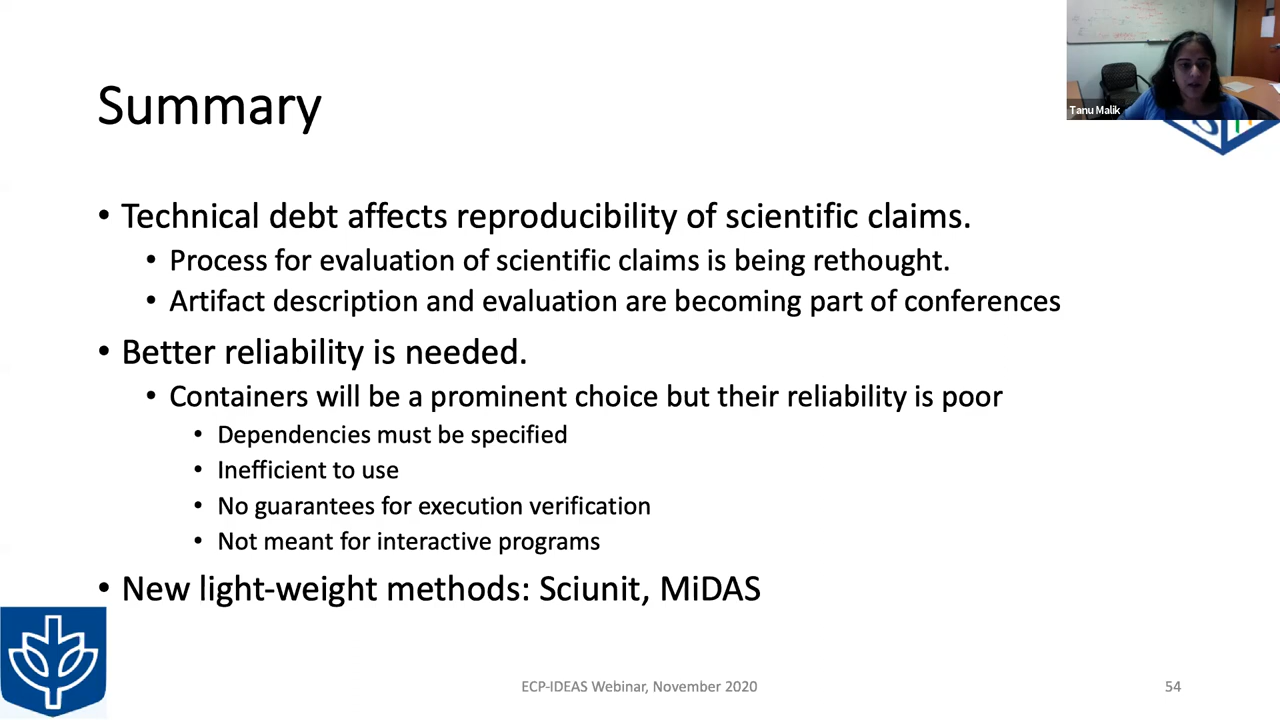 Tanu Malik
Summary
• Technical debt affects reproducibility of scientific claims.
• Process for evaluation of scientific claims is being rethought.
• Artifact description and evaluation are becoming part of conferences
• Better reliability is needed.
• Containers will be a prominent choice but their reliability is poor
• Dependencies must be specified
• Inefficient to use
• No guarantees for execution verification
• Not meant for interactive programs
• New light-weight methods: Sciunit, MiDAS
ECP-IDEAS Webinar, November 2020
54